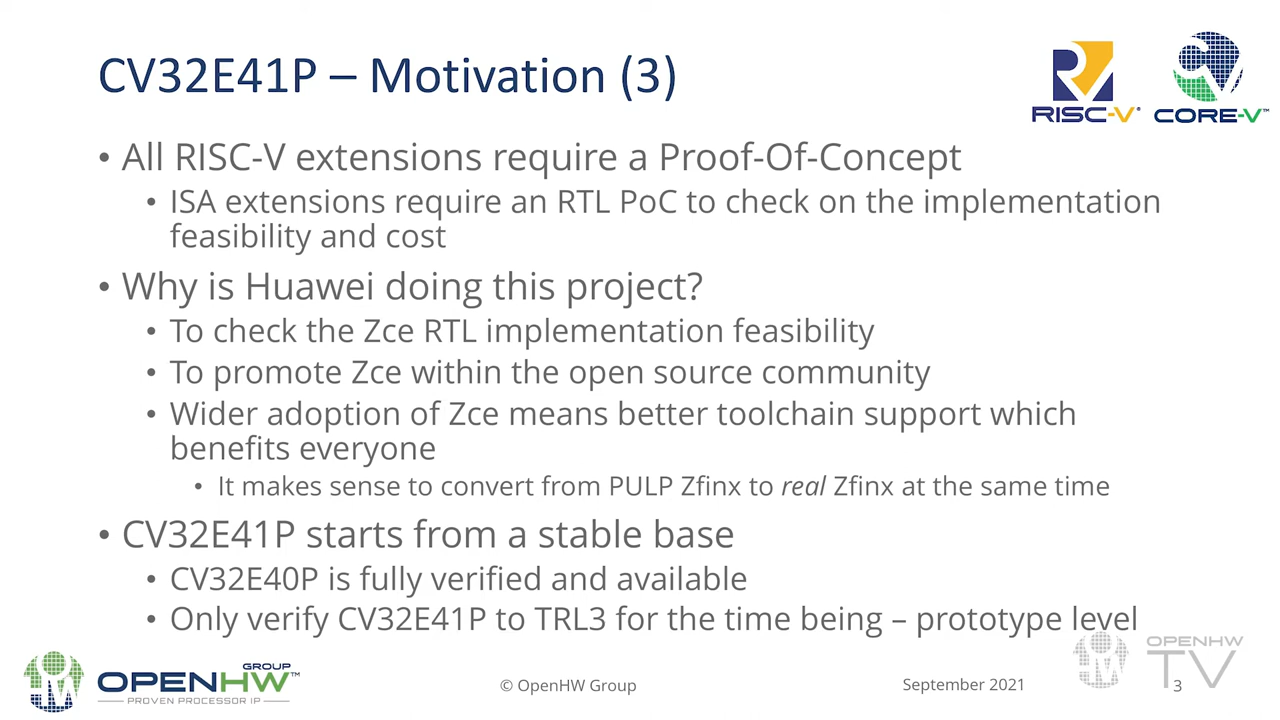 CV32E41P – Motivation (3)
RISC-V®
CORE-V™
• All RISC-V extensions require a Proof-Of-Concept
• ISA extensions require an RTL PoC to check on the implementation
feasibility and cost
• Why is Huawei doing this project?
• To check the Zce RTL implementation feasibility
• To promote Zce within the open source community
• Wider adoption of Zce means better toolchain support which
benefits everyone
• It makes sense to convert from PULP Zfinx to real Zfinx at the same time
• CV32E41P starts from a stable base
• CV32E40P is fully verified and available
• Only verify CV32E41P to TRL3 for the time being – prototype level
OPENHW GROUP™
PROVEN PROCESSOR IP
© OpenHW Group
September 2021
3
OPENHW
TV